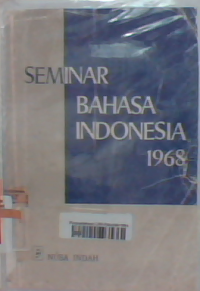 SEMINAR
BAHASA
INDONESIA
1968
NUSA INDAH